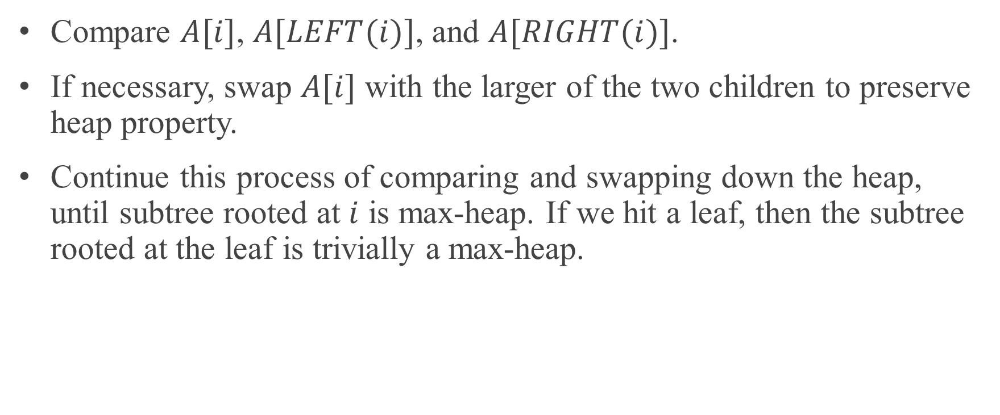 • Compare A[i], A[LEFT(i)], and A[RIGHT(i)].
• If necessary, swap A[i] with the larger of the two children to preserve
heap property.
• Continue this process of comparing and swapping down the heap,
until subtree rooted at i is max-heap. If we hit a leaf, then the subtree
rooted at the leaf is trivially a max-heap.